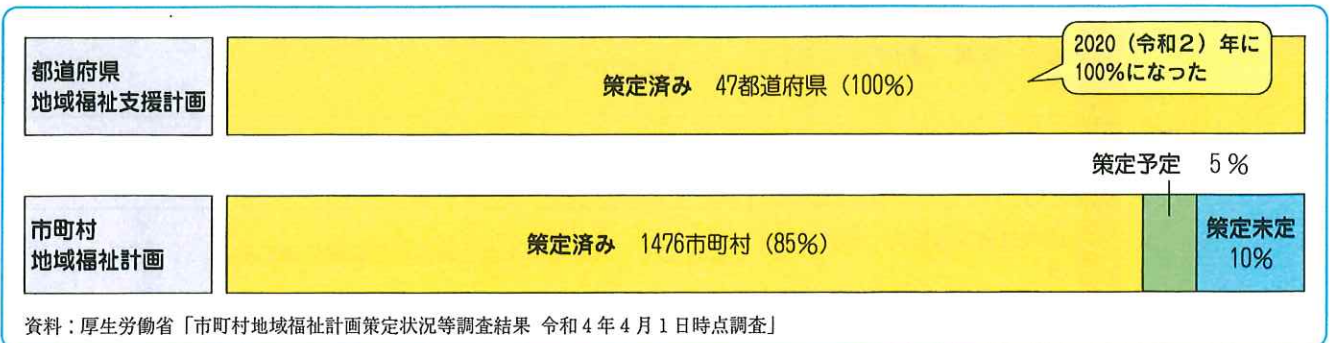 都道府県
地域福祉支援計画
策定済み 47都道府県（100%）
2020（令和２）年に
100%になった
策定予定 5％
市町村
地域福祉計画
策定済み 1476市町村（85%）
策定未定
10%
資料：厚生労働省「市町村地域福祉計画策定状況等調査結果 令和４年４月１日時点調査」